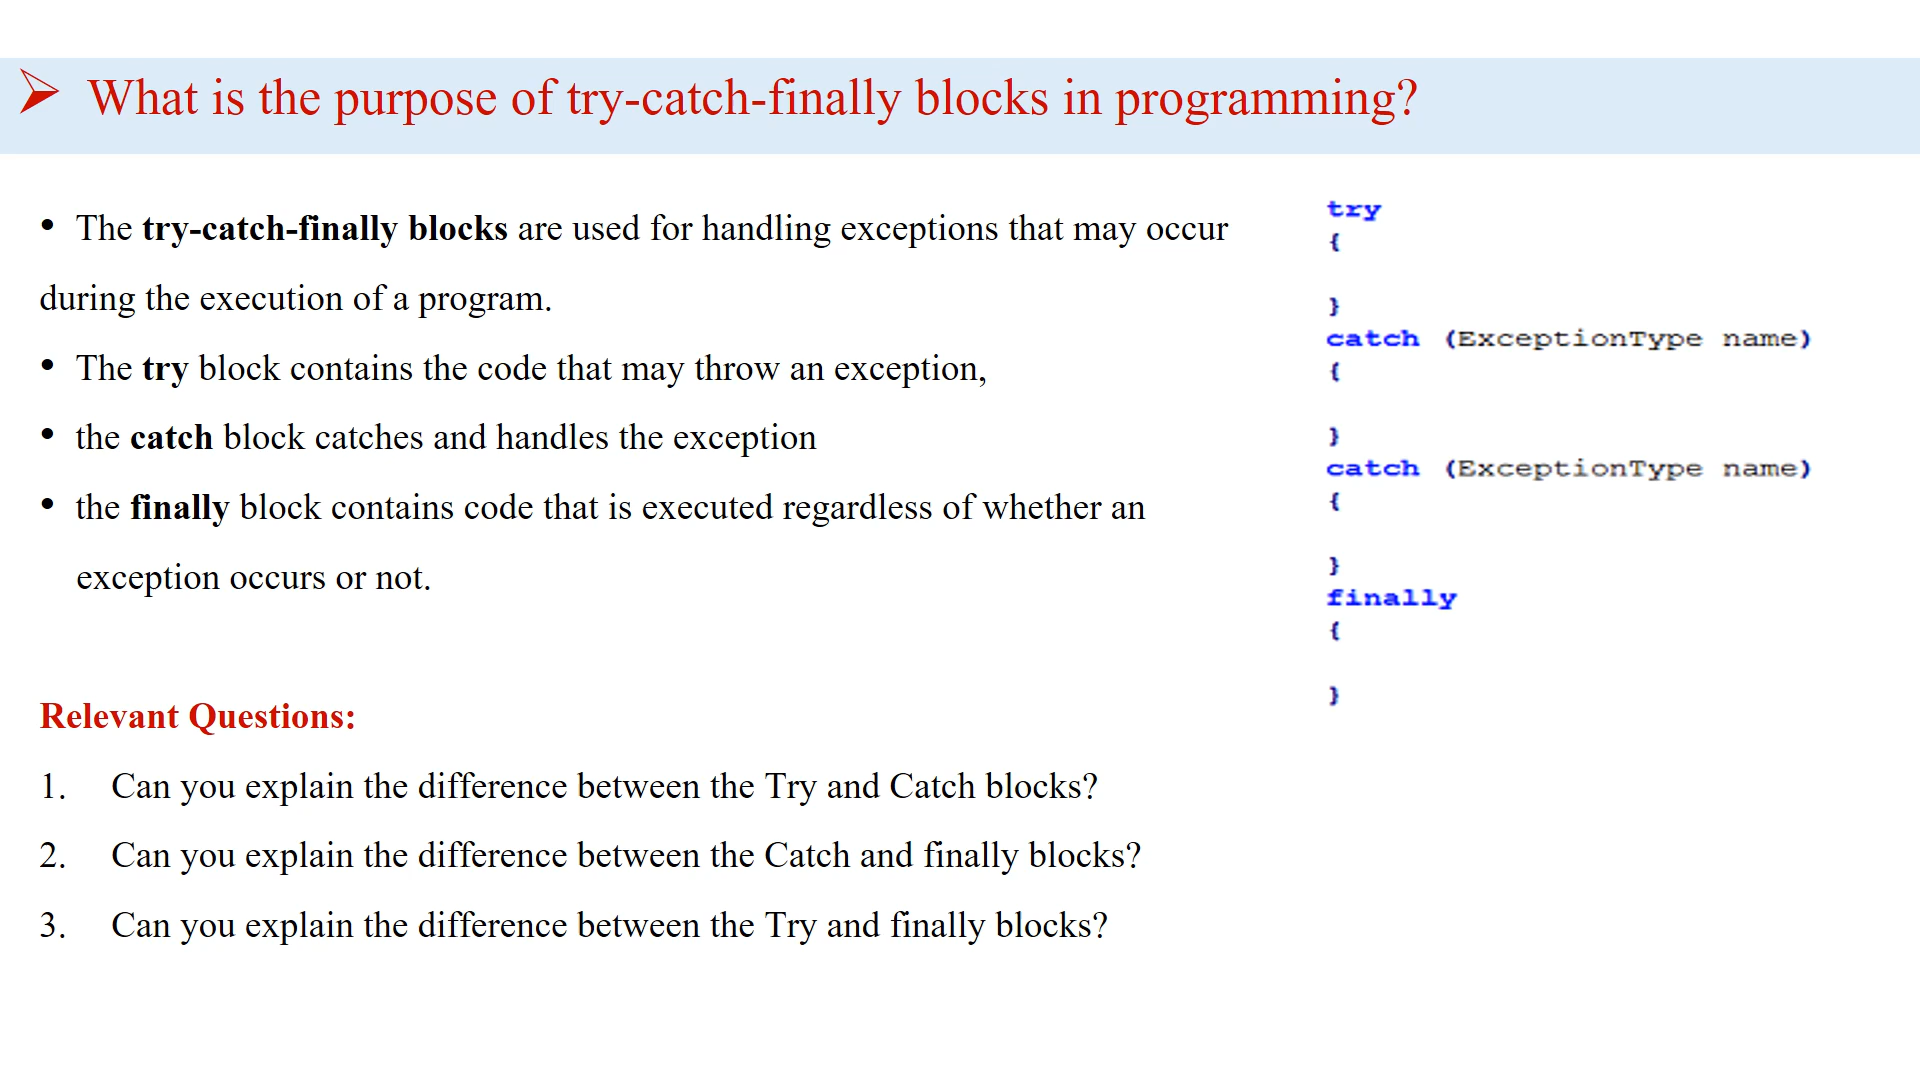 What is the purpose of try-catch-finally blocks in programming?
• The try-catch-finally blocks are used for handling exceptions that may occur
during the execution of a program.
• The try block contains the code that may throw an exception,
• the catch block catches and handles the exception
• the finally block contains code that is executed regardless of whether an
exception occurs or not.
Relevant Questions:
1. Can you explain the difference between the Try and Catch blocks?
2. Can you explain the difference between the Catch and finally blocks?
3. Can you explain the difference between the Try and finally blocks?
try
{
}
catch (ExceptionType name)
{
}
catch (ExceptionType name)
{
}
finally
{
}